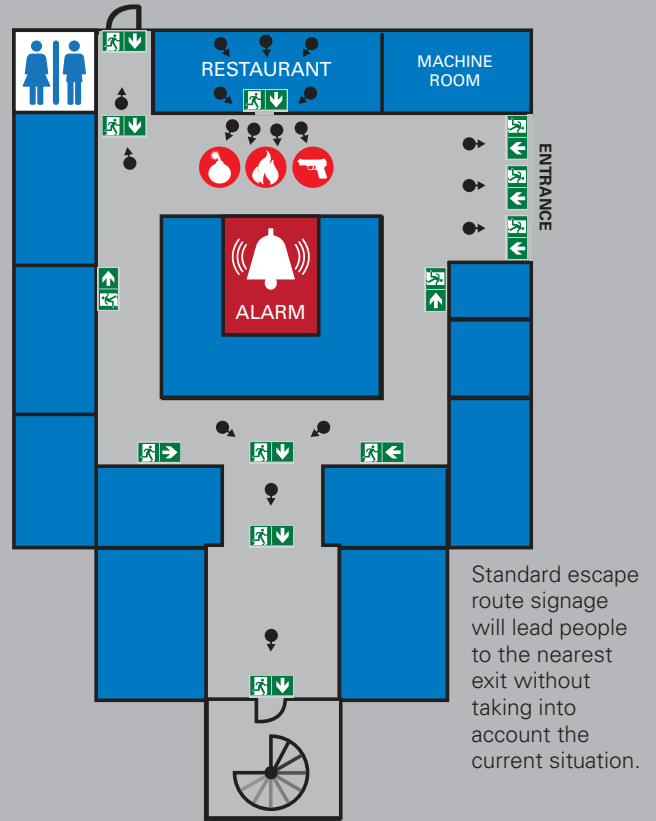 RESTAURANT
MACHINE
ROOM
ENTRANCE
ALARM
Standard escape
route signage
will lead people
to the nearest
exit without
taking into
account the
current situation.